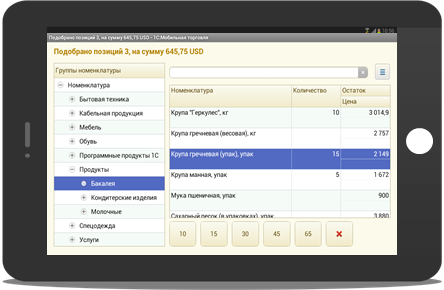 10:56
Подобрано позиций 3, на сумму 645,75 USD - 1С:Мобильная торговля
Подобрано позиций 3, на сумму 645,75 USD
Группы номенклатуры
Номенклатура
Бытовая техника
Кабельная продукция
Мебель
Обувь
Программные продукты 1С
Продукты
Бакалея
Кондитерские изделия
Молочные
Спецодежда
Услуги
Номенклатура Количество Остаток
Цена
Крупа "Геркулес", кг 10 3 014,9
Крупа гречневая (весовая), кг 2 757
Крупа гречневая (упак), упак 15 2 149
Крупа манная, упак 5 1 672
Мука пшеничная, упак 900
Сахарный песок (в упаковках), упак 3 880
10 15 30 45 65